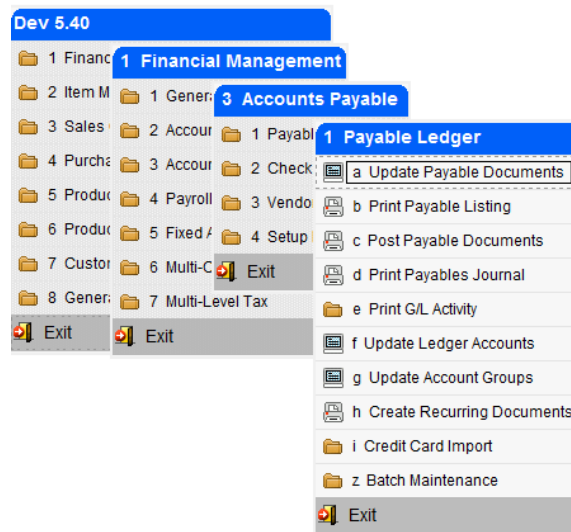 Dev 5.40
1 Financ
2 Item M
3 Sales
4 Purcha
5 Produc
6 Produc
7 Custor
8 Genera
Exit
1 Financial Management
1 Genera
2 Accour
3 Accour
4 Payroll
5 Fixed A
6 Multi-C
7 Multi-Level Tax
Exit
3 Accounts Payable
1 Payabl
2 Check
3 Vendo
4 Setup
Exit
1 Payable Ledger
a Update Payable Documents
b Print Payable Listing
c Post Payable Documents
d Print Payables Journal
e Print G/L Activity
f Update Ledger Accounts
g Update Account Groups
h Create Recurring Documents
i Credit Card Import
z Batch Maintenance
Exit